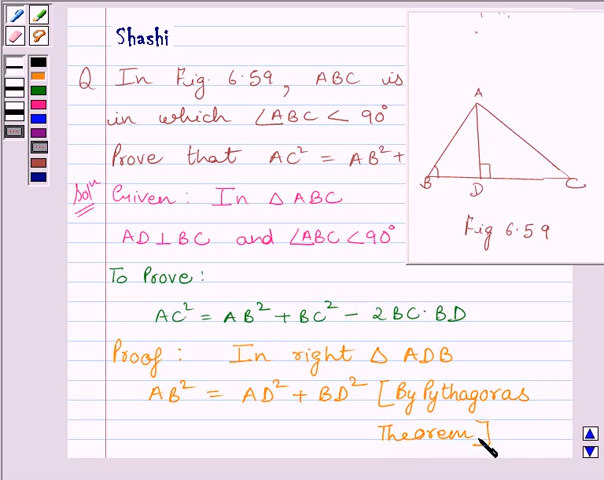 Shashi
Q In Fig 6.59, ABC is
in which ∠ABC < 90°
Prove that AC² = AB² +
Solⁿ Given: In △ ABC
AD ⊥ BC and ∠ABC < 90°
To Prove:
AC² = AB² + BC² - 2BC·BD
Proof: In right △ ADB
AB² = AD² + BD² [By Pythagoras
Theorem]
A
B
D
C
Fig 6.59